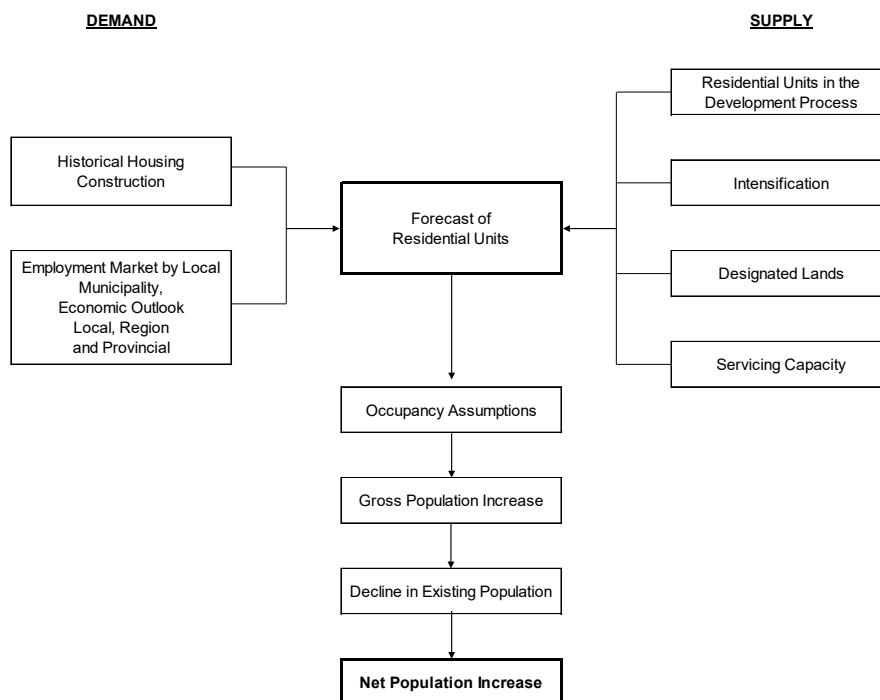 DEMAND
SUPPLY
Residential Units in the
Development Process
Historical Housing
Construction
Intensification
Forecast of
Residential Units
Employment Market by Local
Municipality,
Economic Outlook
Local, Region
and Provincial
Designated Lands
Servicing Capacity
Occupancy Assumptions
Gross Population Increase
Decline in Existing Population
Net Population Increase